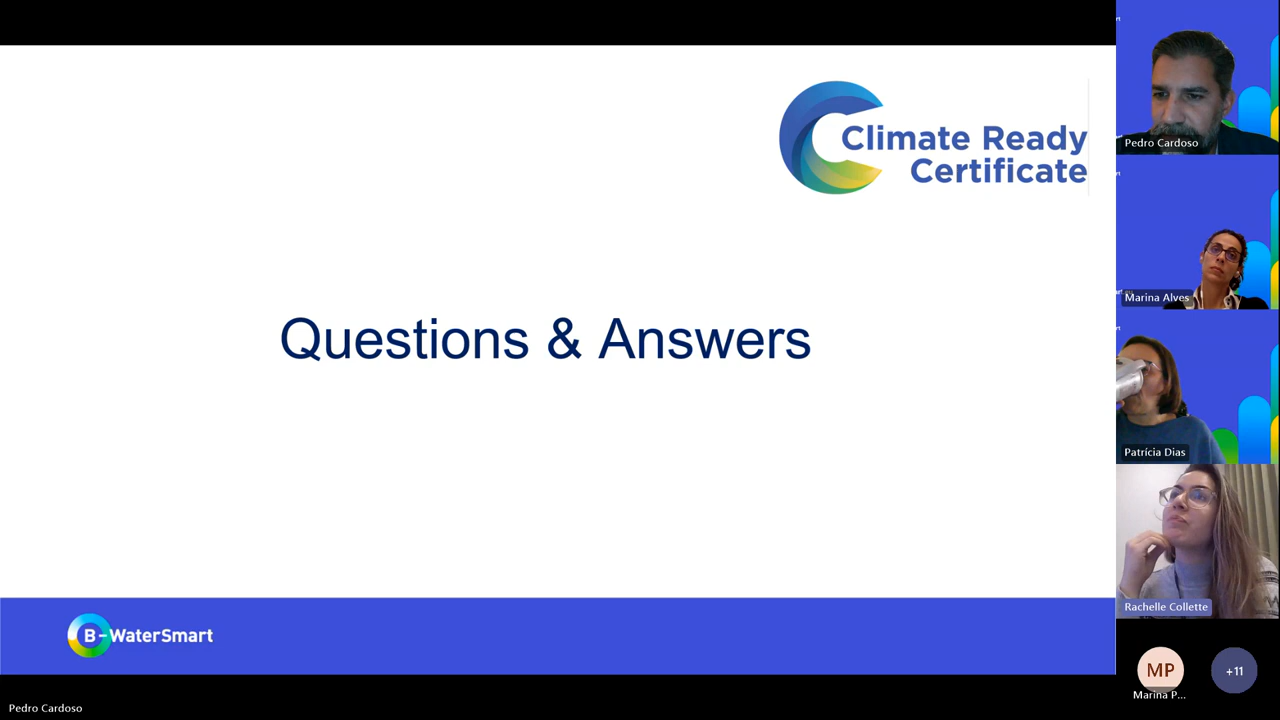 Climate Ready
Certificate
Questions & Answers
B-WaterSmart
Pedro Cardoso
Pedro Cardoso
Marina Alves
Patrícia Dias
Rachelle Collette
MP
Marina P...
+11